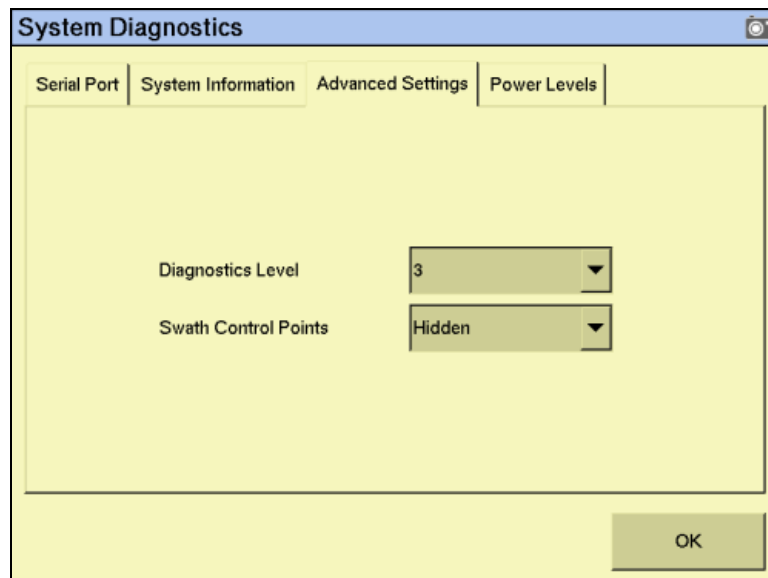 System Diagnostics
Serial Port System Information Advanced Settings Power Levels
Diagnostics Level 3
Swath Control Points Hidden
OK